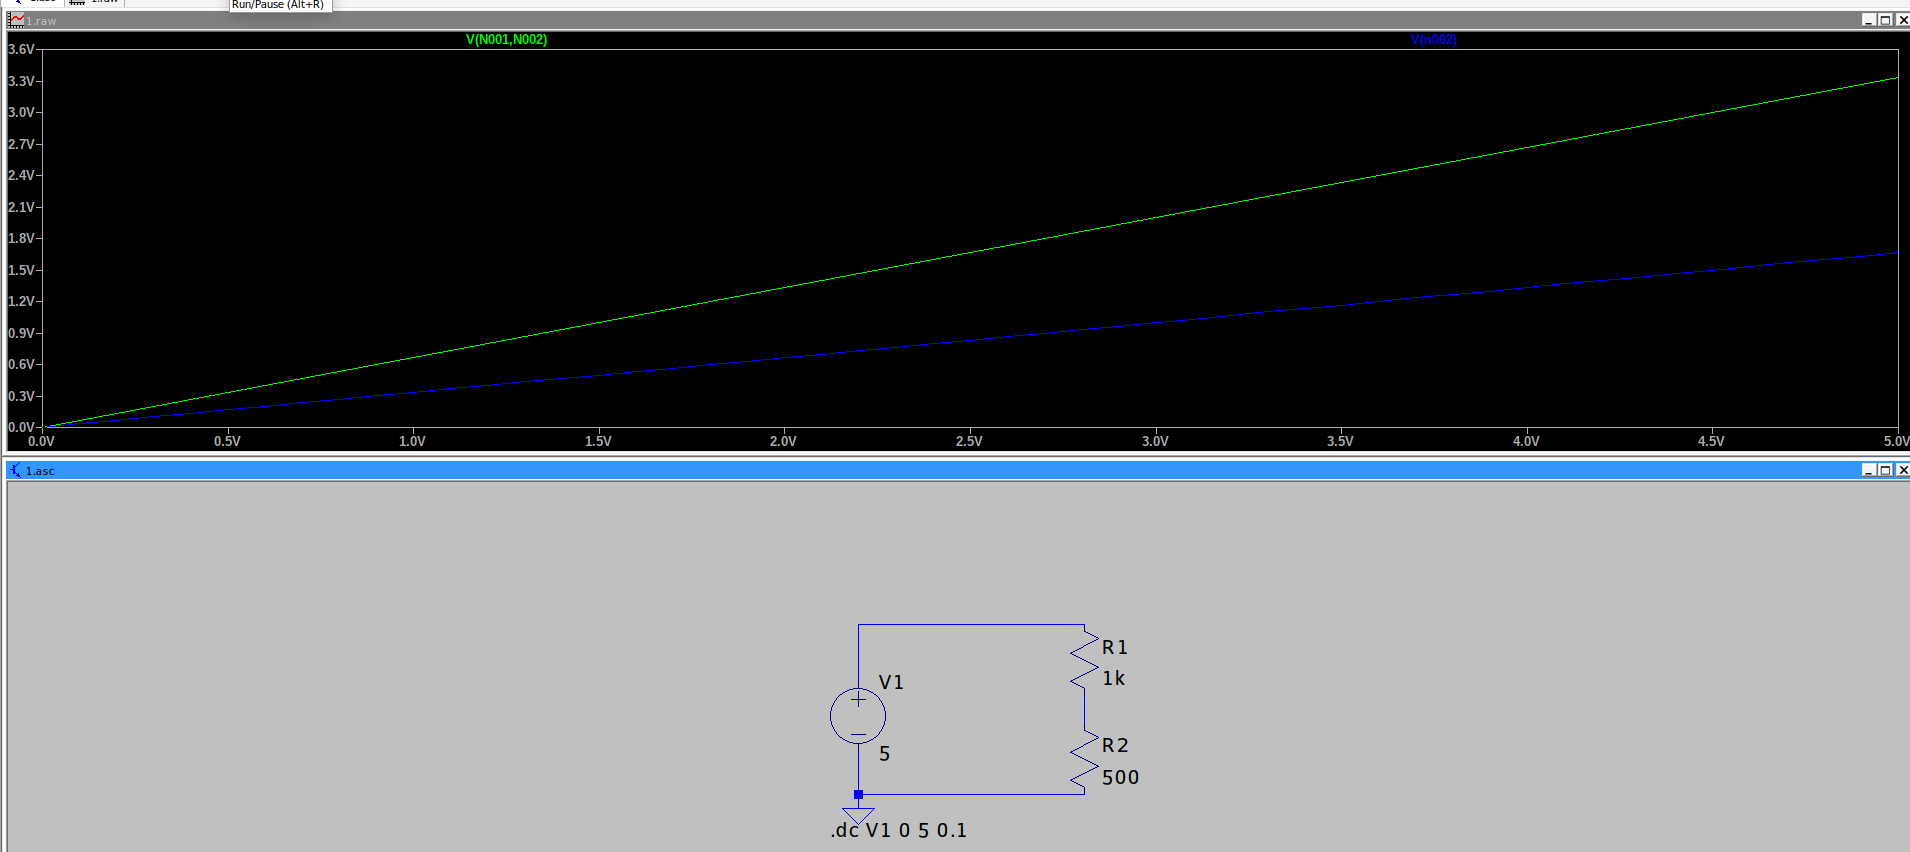 Run/Pause (Alt+R)
1.raw
V(N001,N002) V(n002)
3.6V
3.3V
3.0V
2.7V
2.4V
2.1V
1.8V
1.5V
1.2V
0.9V
0.6V
0.3V
0.0V
0.0V 0.5V 1.0V 1.5V 2.0V 2.5V 3.0V 3.5V 4.0V 4.5V 5.0V
1.asc
R1
1k
V1
R2
5
500
.dc V1 0 5 0.1